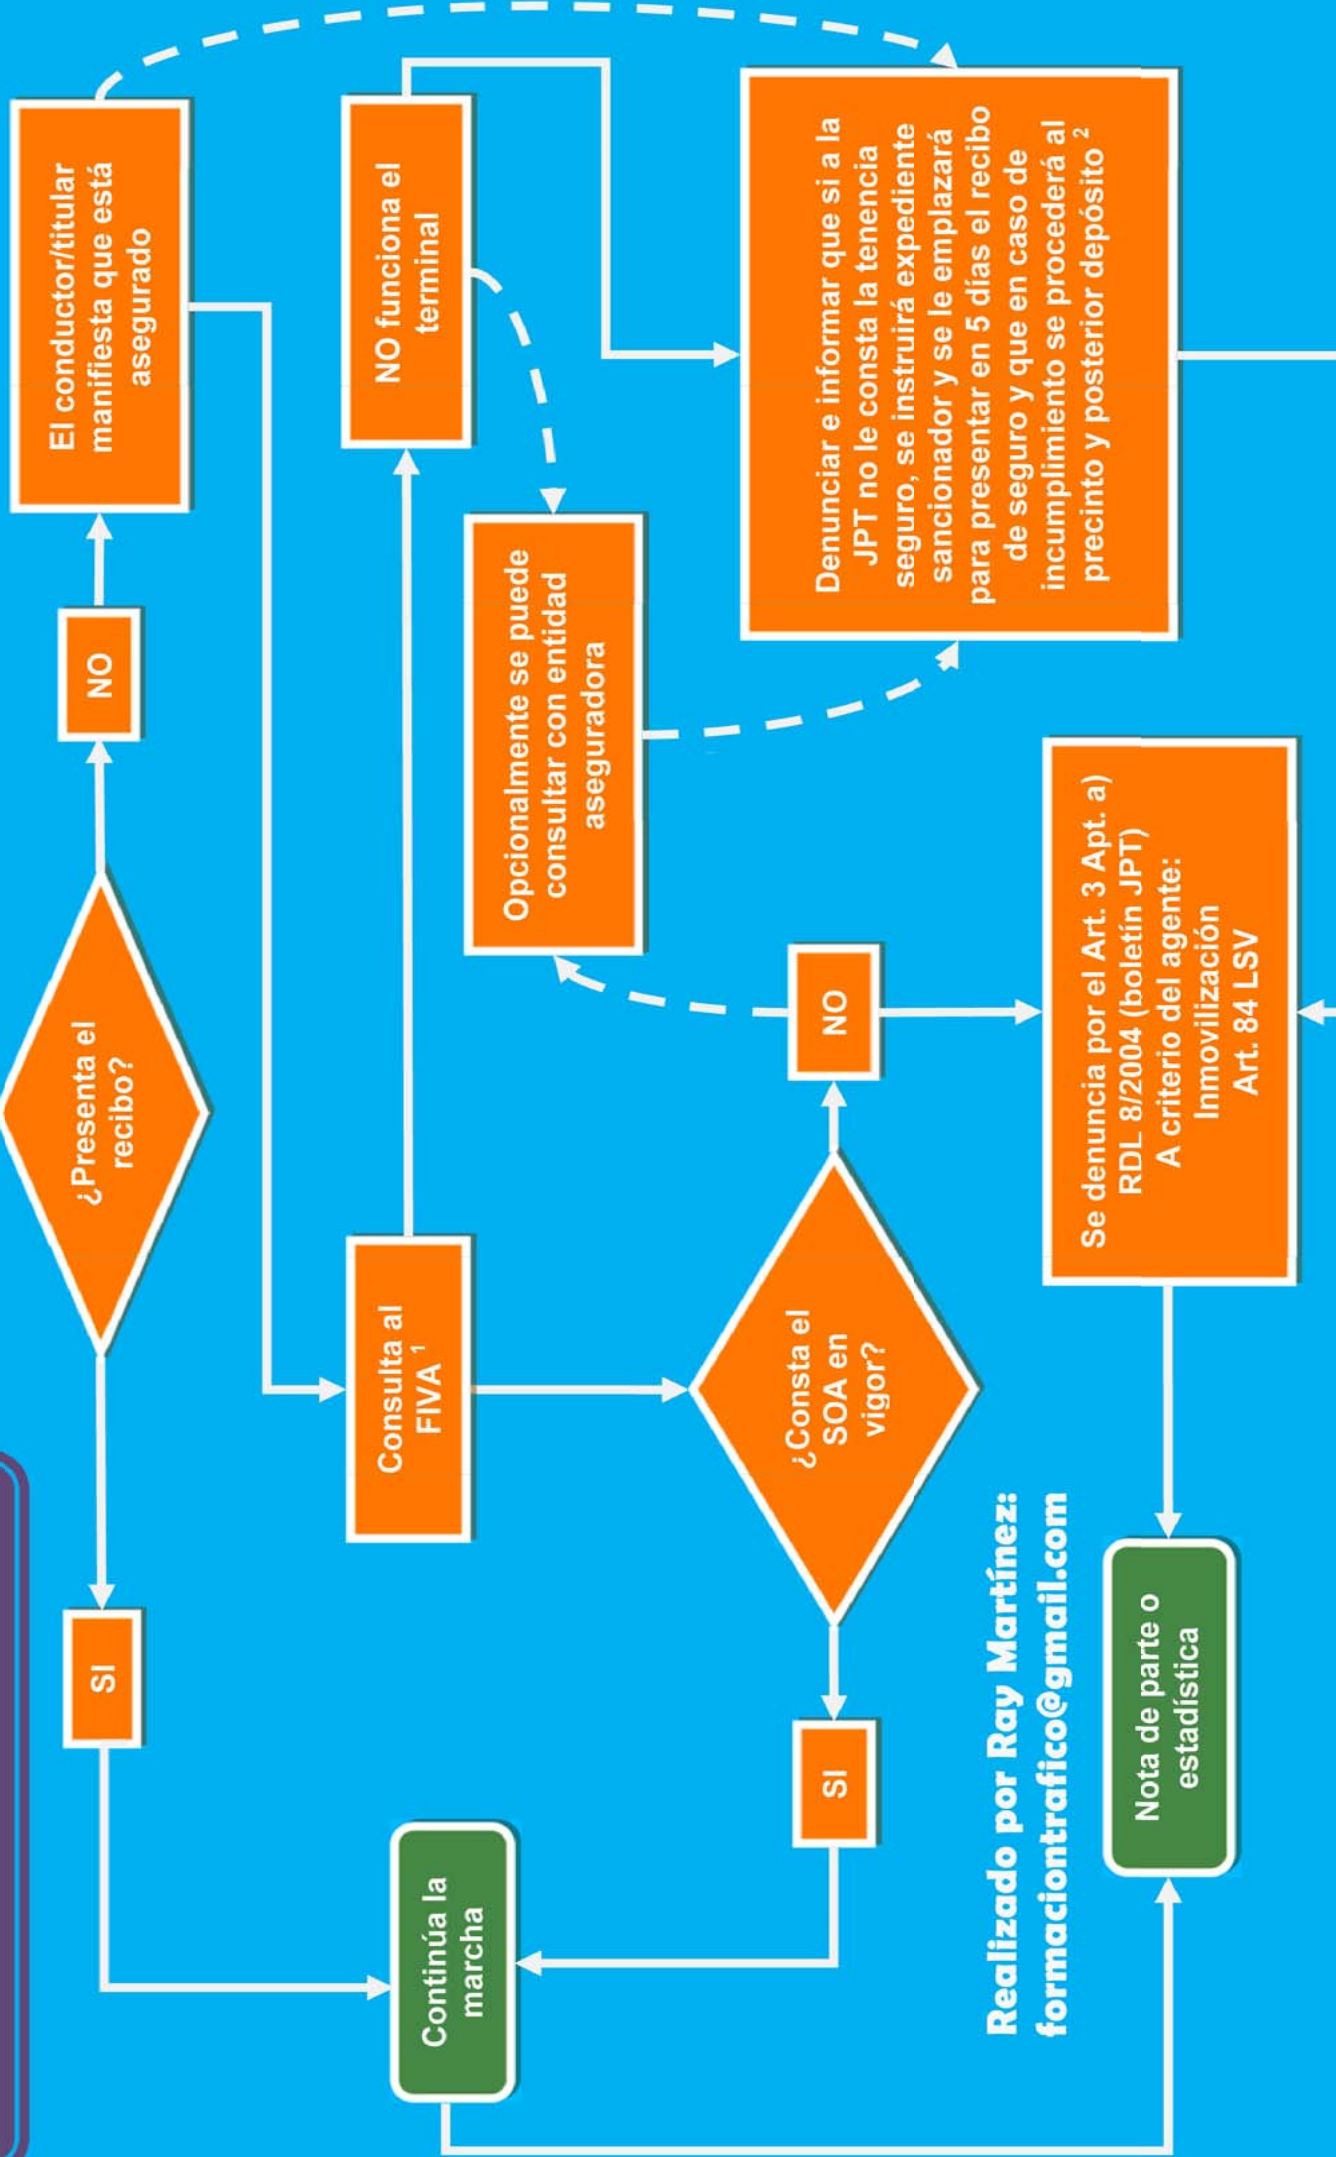 ¿Presenta el
recibo?
SI
NO
El conductor/titular
manifiesta que está
asegurado
Continúa la
marcha
Consulta al
FIVA 1
NO funciona el
terminal
Opcionalmente se puede
consultar con entidad
aseguradora
¿Consta el
SOA en
vigor?
SI
NO
Denunciar e informar que si a la
JPT no le consta la tenencia
seguro, se instruirá expediente
sancionador y se le emplazará
para presentar en 5 días el recibo
de seguro y que en caso de
incumplimiento se procederá al
precinto y posterior depósito 2
Realizado por Ray Martínez:
formaciontrafico@gmail.com
Se denuncia por el Art. 3 Apt. a)
RDL 8/2004 (boletín JPT)
A criterio del agente:
Inmovilización
Art. 84 LSV
Nota de parte o
estadística